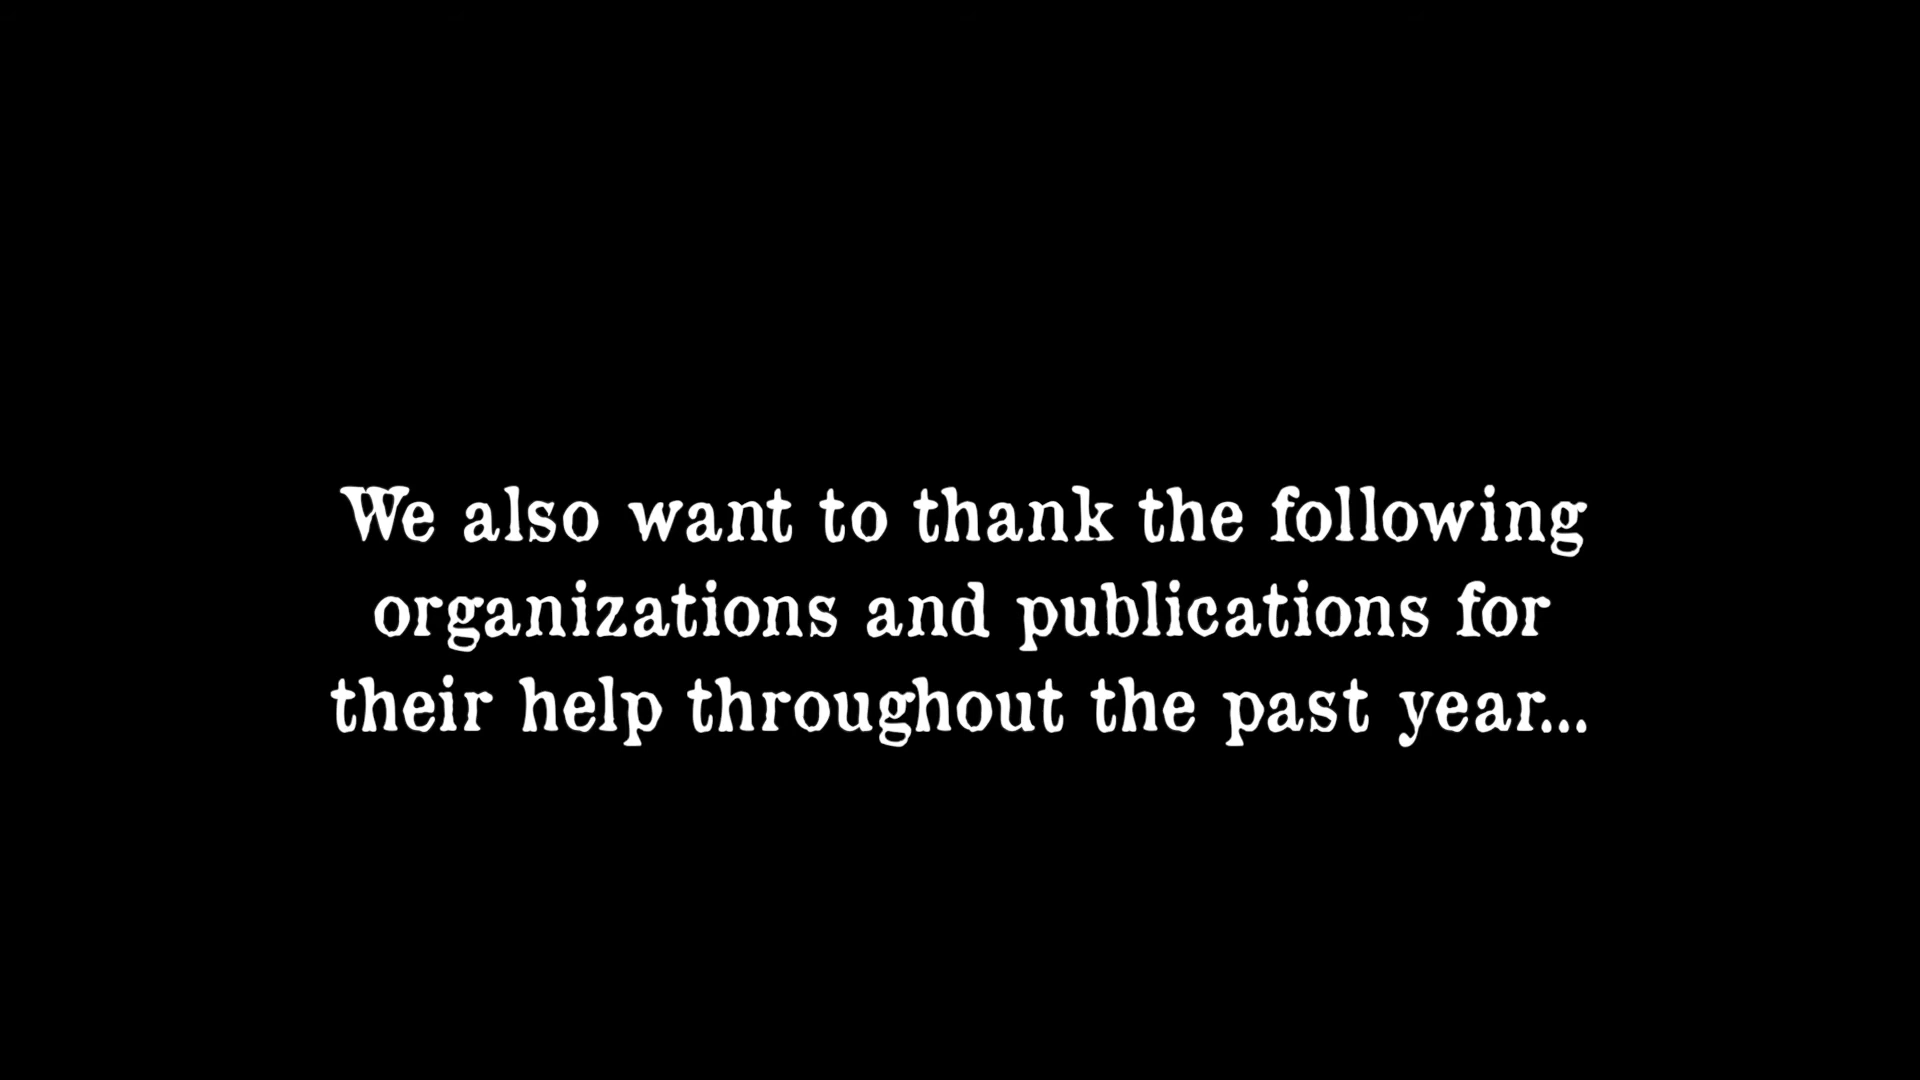 We also want to thank the following
organizations and publications for
their help throughout the past year...